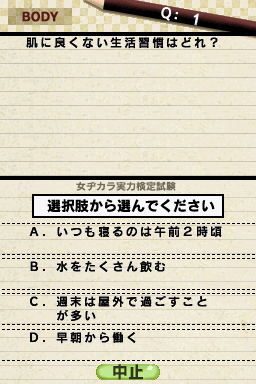 BODY
Q: 1
肌に良くない生活習慣はどれ？
女ヂカラ実力検定試験
選択肢から選んでください
A. いつも寝るのは午前２時頃
B. 水をたくさん飲む
C. 週末は屋外で過ごすこと
が多い
D. 早朝から働く
中止